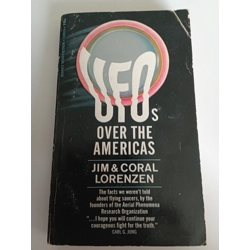 UFOs
OVER THE
AMERICAS
JIM & CORAL
LORENZEN
The facts we weren't told
about flying saucers, by
the founders of the Aerial Phenomena
Research Organization
"... I hope you will continue your
courageous fight for the truth."
CARL G. JUNG